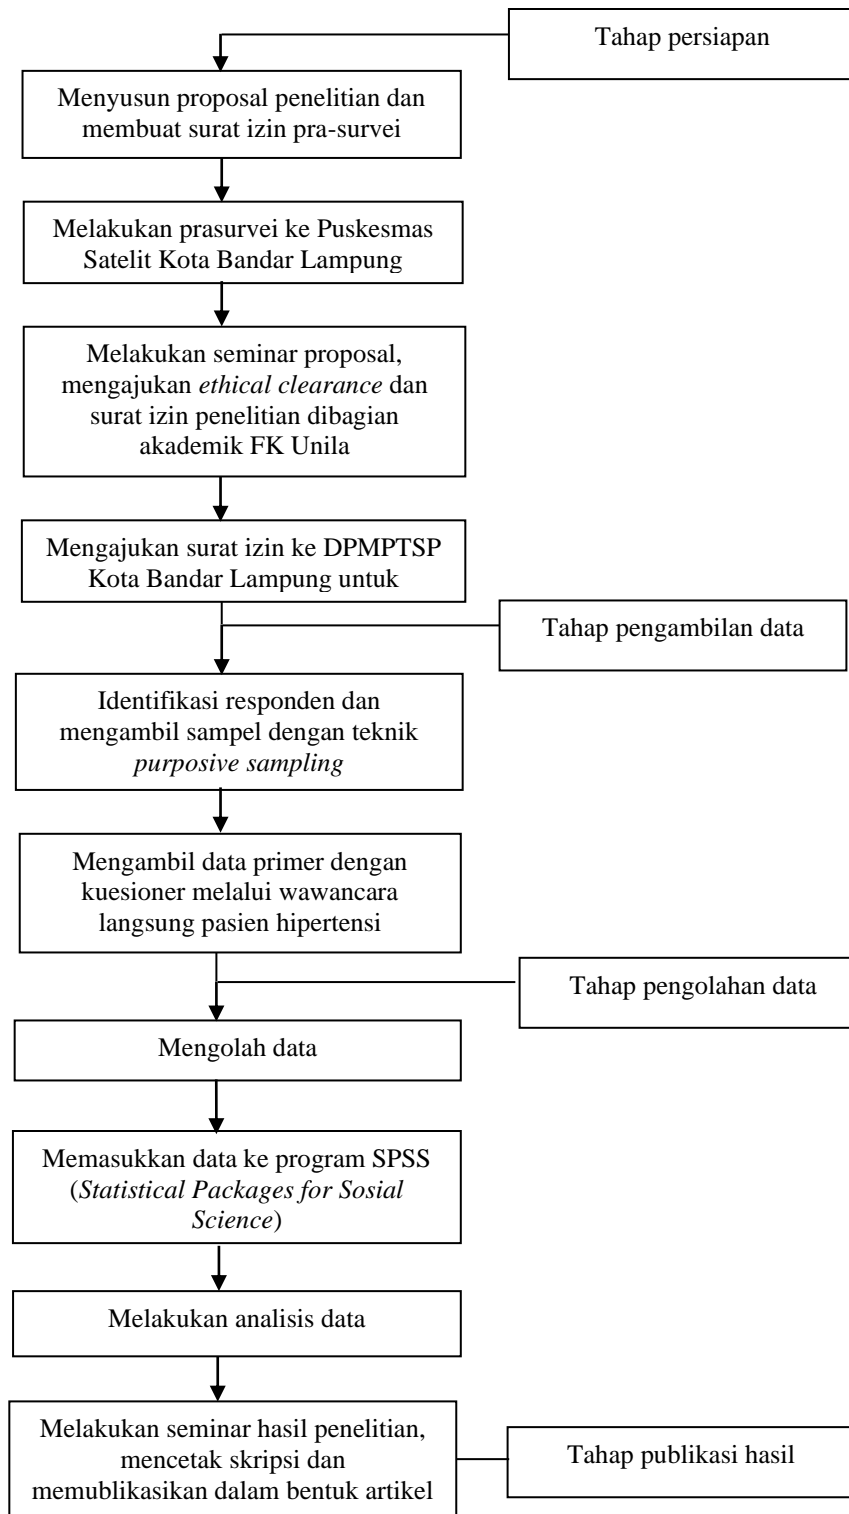 Tahap persiapan
Menyusun proposal penelitian dan
membuat surat izin pra-survei
Melakukan prasurvei ke Puskesmas
Satelit Kota Bandar Lampung
Melakukan seminar proposal,
mengajukan ethical clearance dan
surat izin penelitian dibagian
akademik FK Unila
Mengajukan surat izin ke DPMPTSP
Kota Bandar Lampung untuk
Tahap pengambilan data
Identifikasi responden dan
mengambil sampel dengan teknik
purposive sampling
Mengambil data primer dengan
kuesioner melalui wawancara
langsung pasien hipertensi
Tahap pengolahan data
Mengolah data
Memasukkan data ke program SPSS
(Statistical Packages for Sosial
Science)
Melakukan analisis data
Melakukan seminar hasil penelitian,
mencetak skripsi dan
memublikasikan dalam bentuk artikel
Tahap publikasi hasil